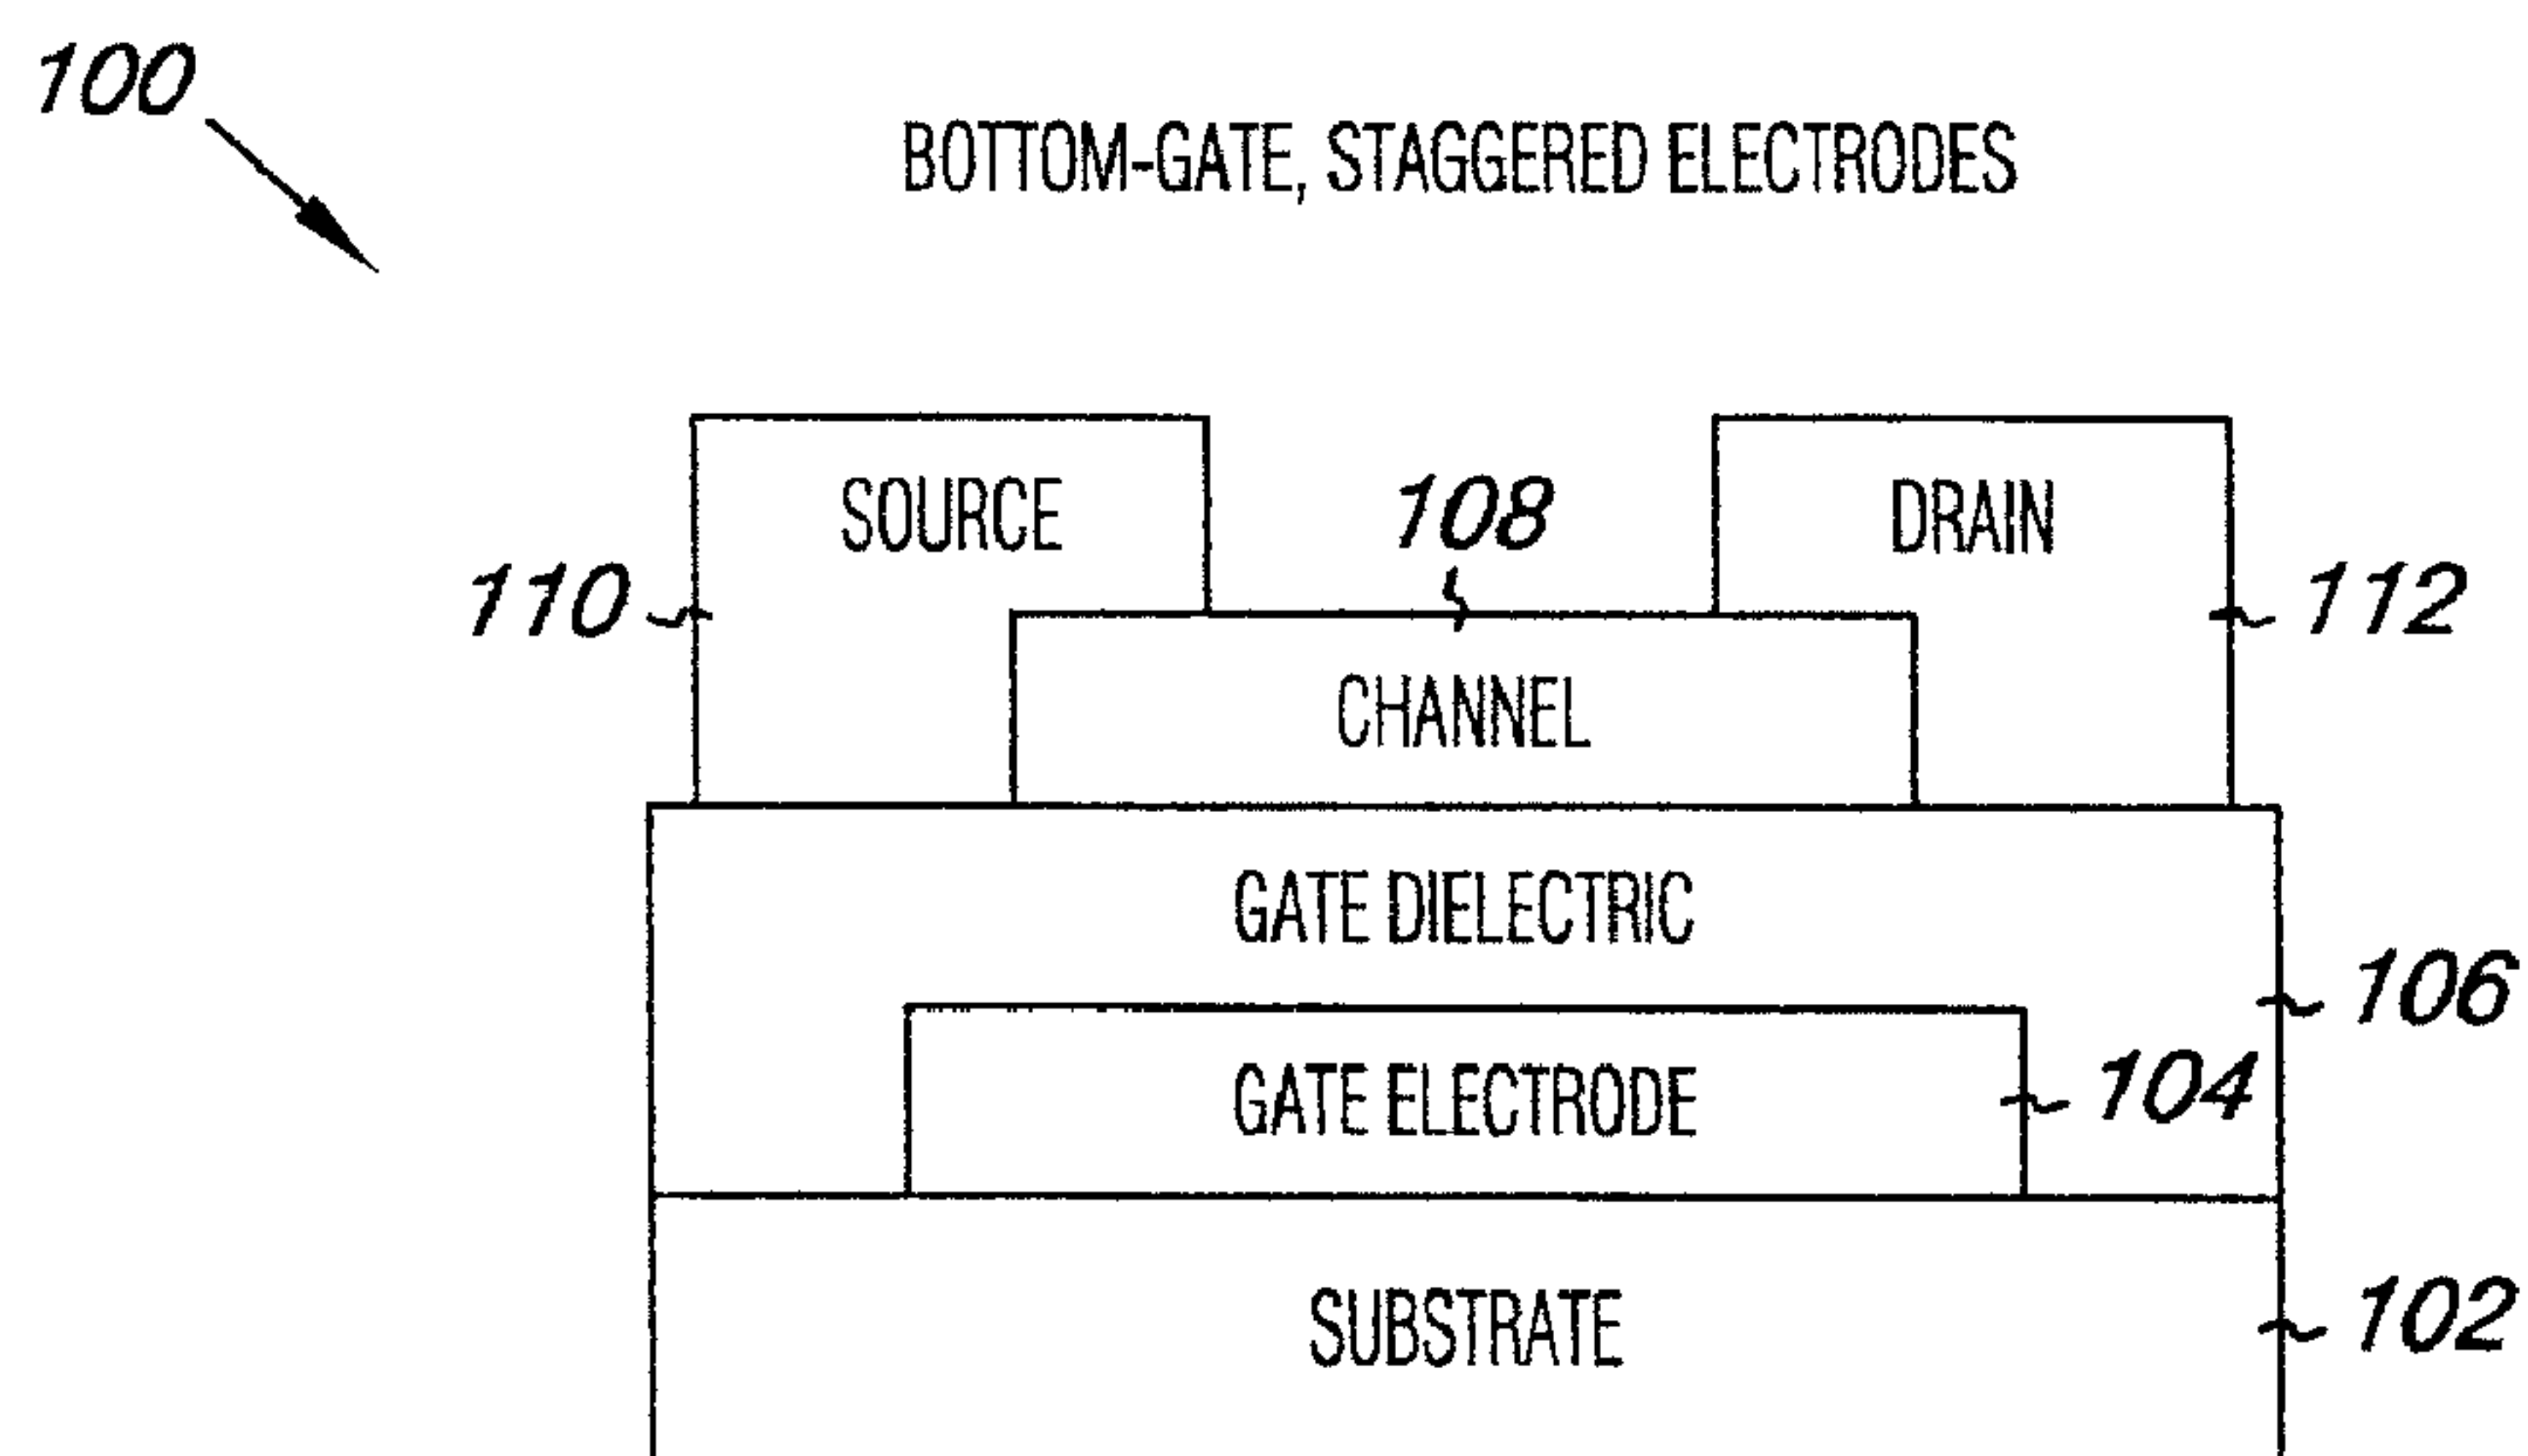 100
BOTTOM-GATE, STAGGERED ELECTRODES
SOURCE
108
DRAIN
110
112
CHANNEL
GATE DIELECTRIC
106
GATE ELECTRODE
104
SUBSTRATE
102